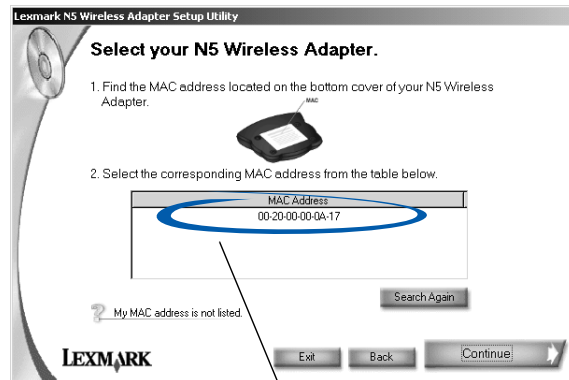 Lexmark N5 Wireless Adapter Setup Utility
Select your N5 Wireless Adapter.
1. Find the MAC address located on the bottom cover of your N5 Wireless
Adapter.
MAC
2. Select the corresponding MAC address from the table below.
MAC Address
00-20-00-00-0A-17
Search Again
? My MAC address is not listed.
LEXMARK
Exit
Back
Continue